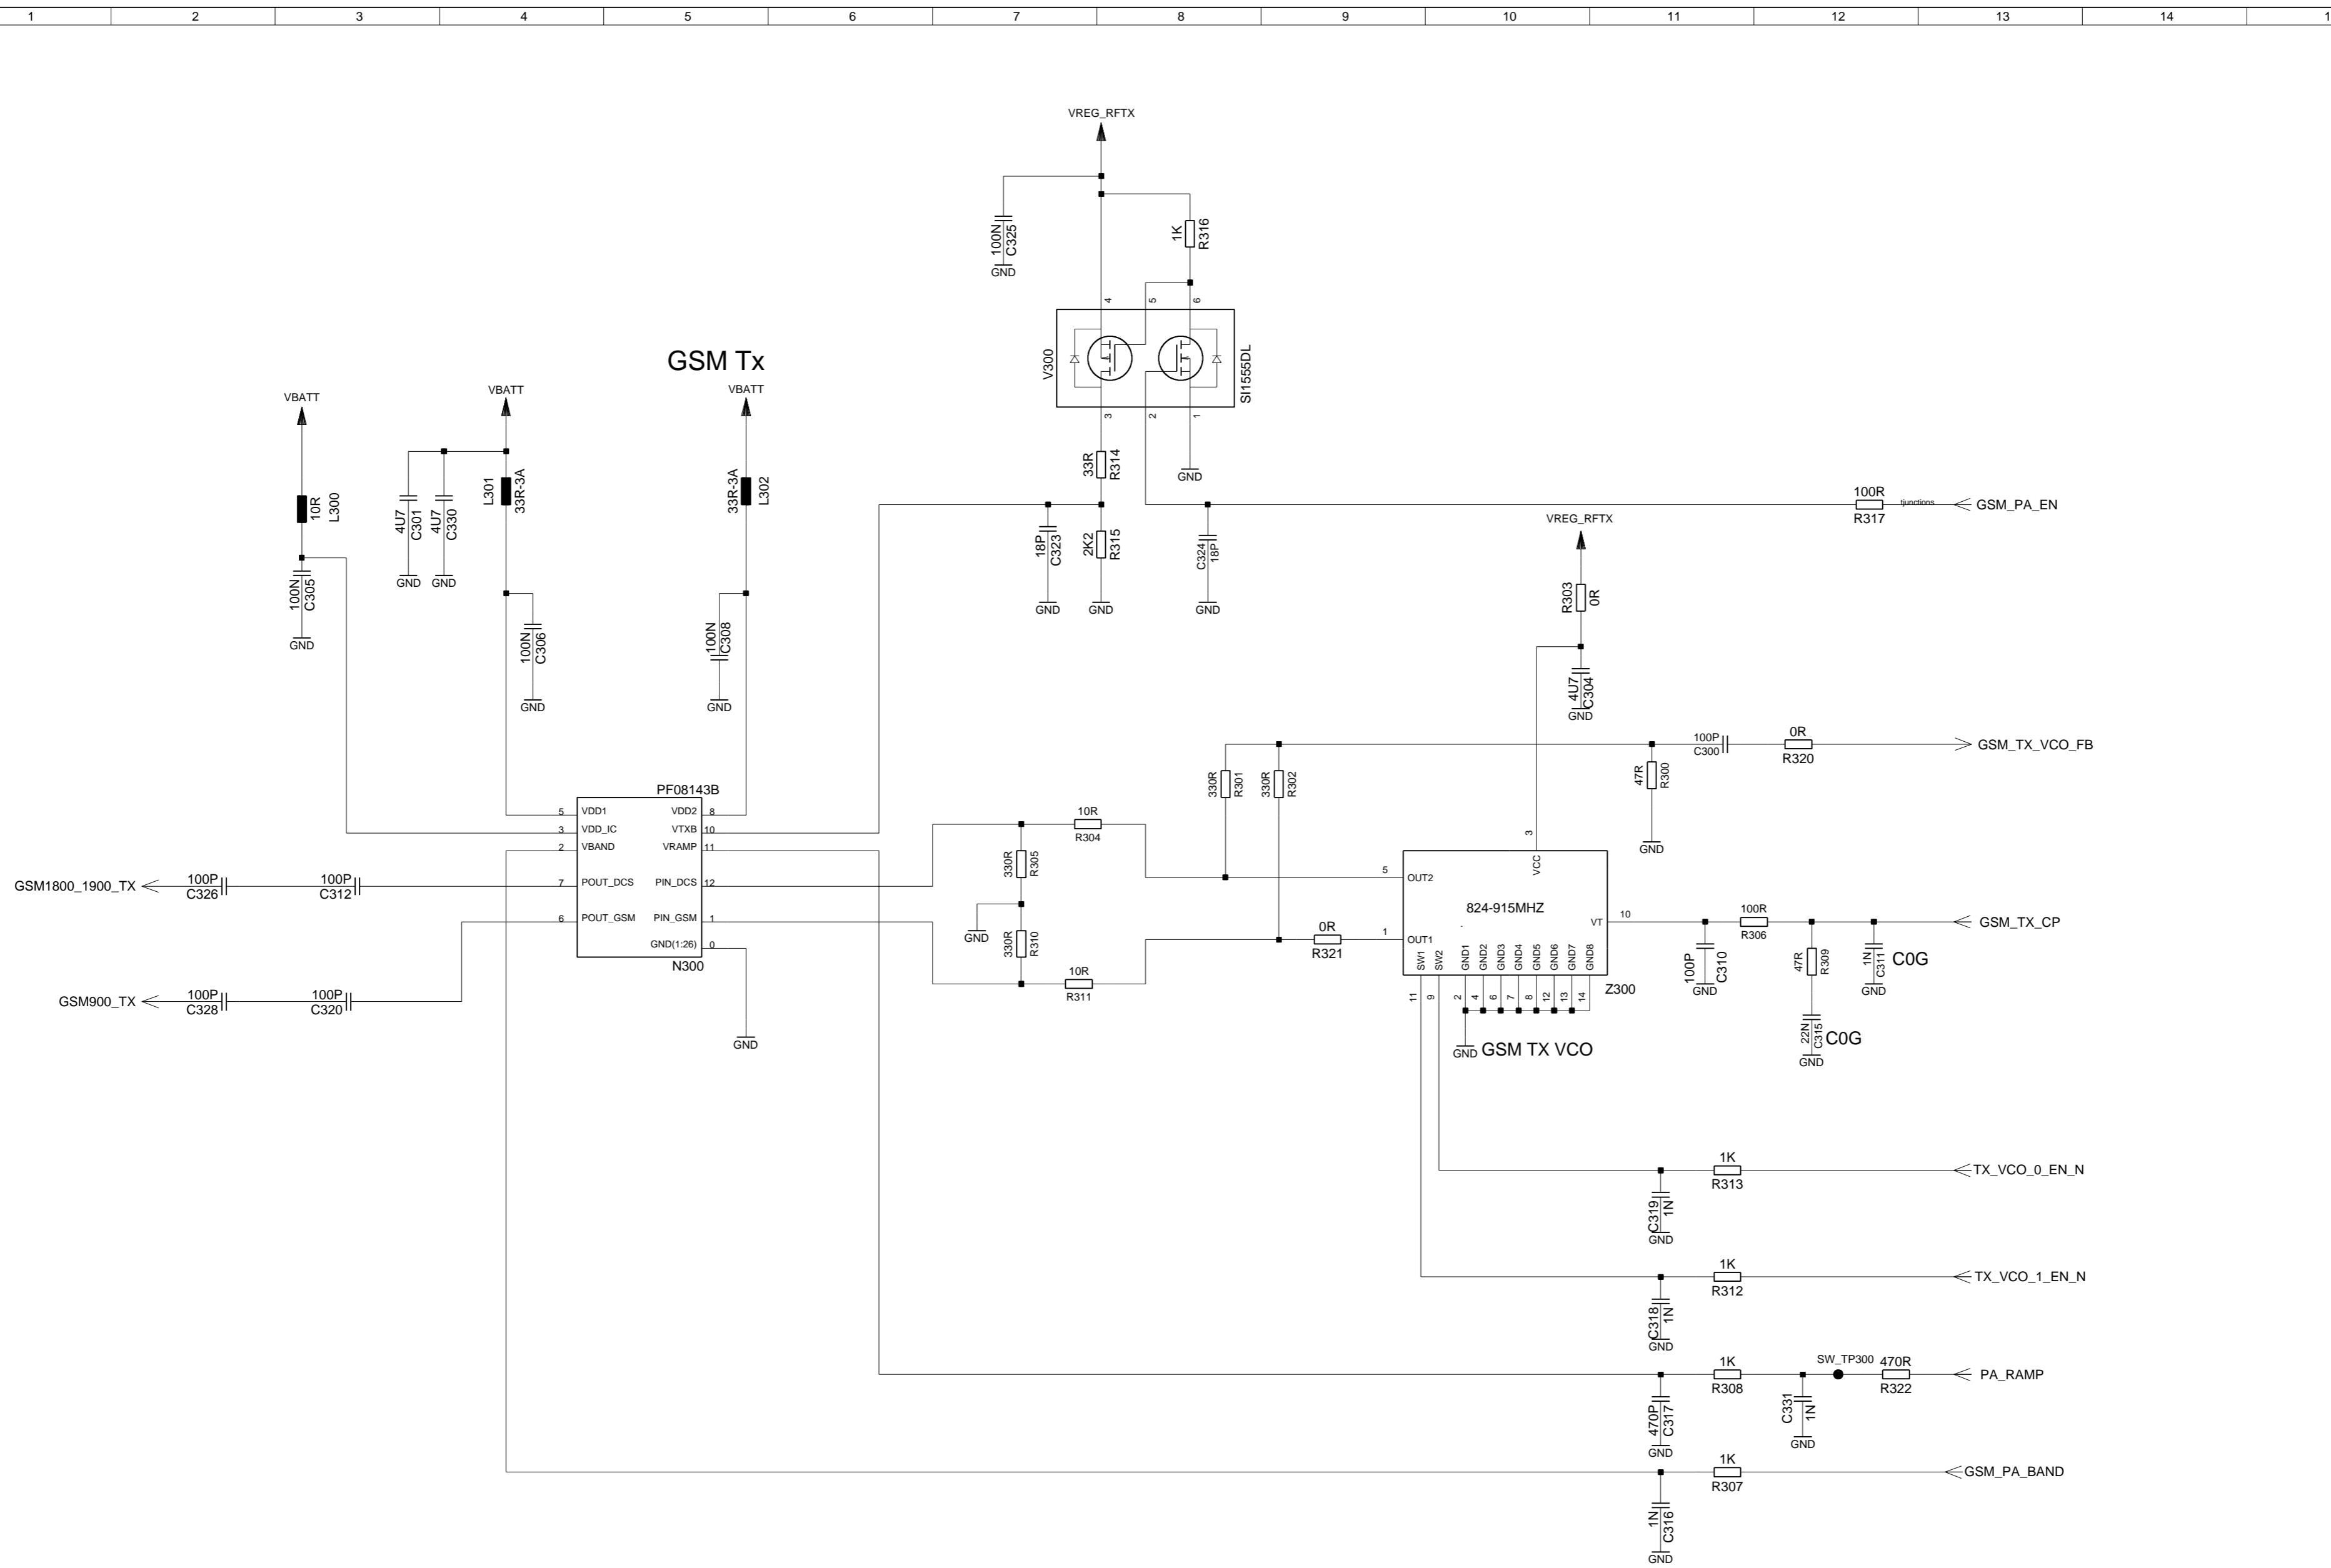 1 2 3 4 5 6 7 8 9 10 11 12 13 14 1
VREG_RFTX
100N
C325
GND
1K
R316
4 5 6
V300
SI1555DL
3 2 1
GSM Tx
VBATT
VBATT
VBATT
10R
L300
100N
C305
GND
4U7
C301
GND
4U7
C330
GND
L301
33R-3A
100N
C306
GND
33R-3A
L302
100N
C308
GND
33R
R314
GND
18P
C323
GND
2K2
R315
GND
C324
18P
GND
100R
R317
tjunctions
GSM_PA_EN
VREG_RFTX
R303
0R
4U7
C304
GND
330R
R301
330R
R302
47R
R300
GND
100P
C300
0R
R320
GSM_TX_VCO_FB
PF08143B
5 VDD1 VDD2 8
3 VDD_IC VTXB 10
2 VBAND VRAMP 11
7 POUT_DCS PIN_DCS 12
6 POUT_GSM PIN_GSM 1
GND(1:26) 0
N300
GND
GSM1800_1900_TX
100P
C326
100P
C312
GSM900_TX
100P
C328
100P
C320
10R
R304
330R
R305
GND
330R
R310
10R
R311
0R
R321
3
VCC
5 OUT2
824-915MHZ
VT 10
1 OUT1
SW1 SW2 GND1 GND2 GND3 GND4 GND5 GND6 GND7 GND8
11 9 2 4 6 7 8 12 13 14
Z300
GND
GSM TX VCO
100P
C310
GND
100R
R306
47R
R309
22N
C315
C0G
GND
1N
C311
C0G
GND
GSM_TX_CP
1K
R313
TX_VCO_0_EN_N
C319
1N
GND
1K
R312
TX_VCO_1_EN_N
C318
1N
GND
1K
R308
SW_TP300
470R
R322
PA_RAMP
470P
C317
GND
C331
1N
GND
1K
R307
GSM_PA_BAND
1N
C316
GND